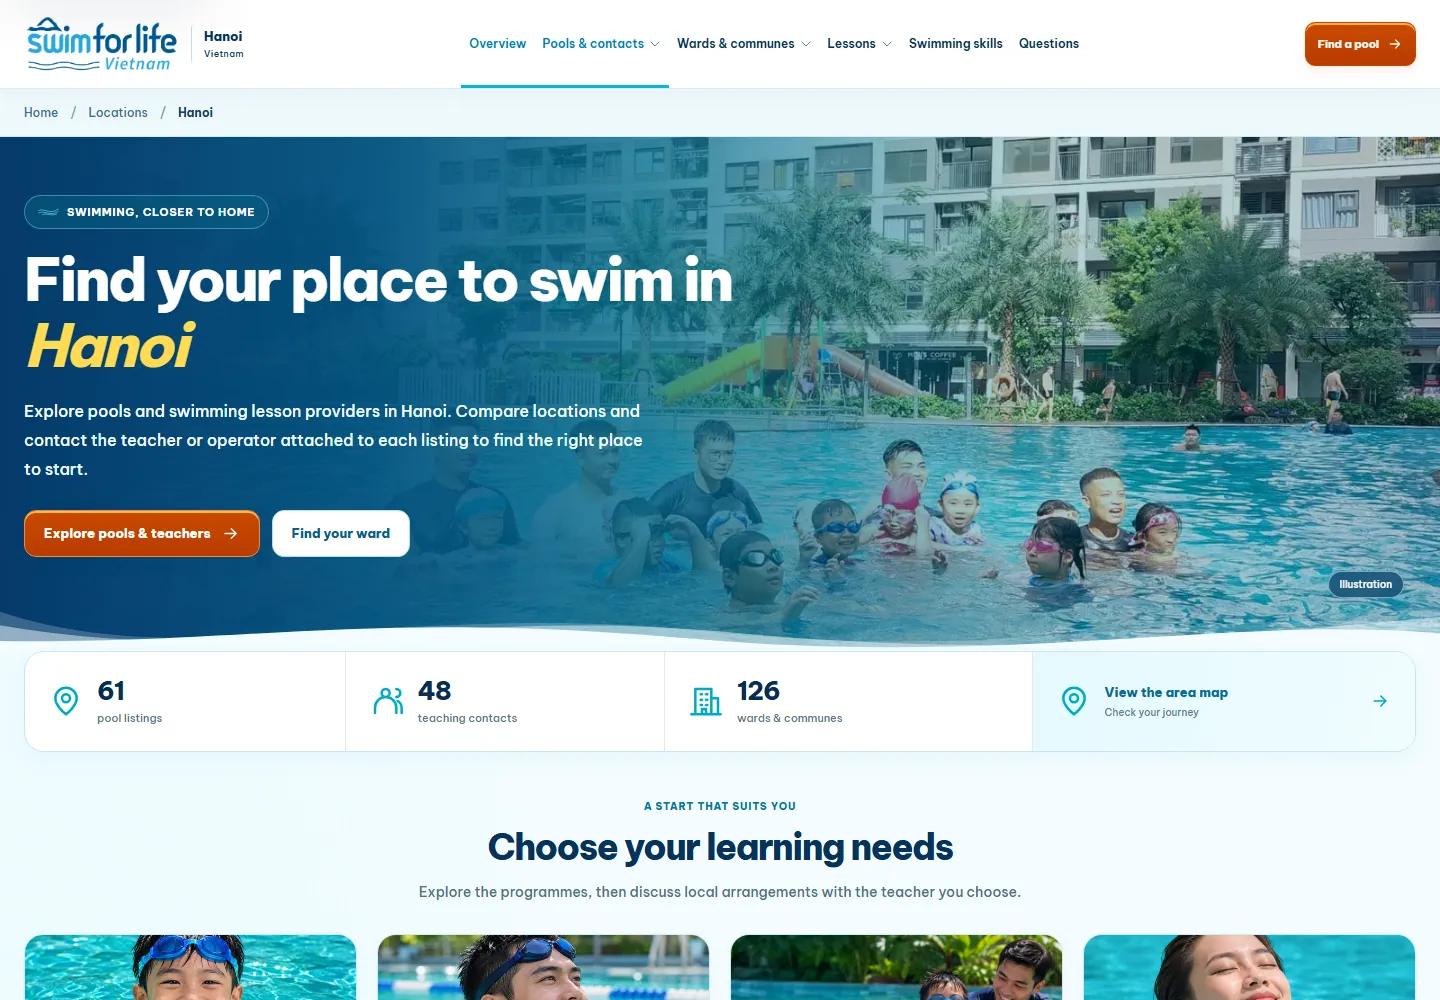 swimforlife
Vietnam
Hanoi
Vietnam
Overview
Pools & contacts
Wards & communes
Lessons
Swimming skills
Questions
Find a pool
Home / Locations / Hanoi
SWIMMING, CLOSER TO HOME
Find your place to swim in
Hanoi
Explore pools and swimming lesson providers in Hanoi. Compare locations and
contact the teacher or operator attached to each listing to find the right place
to start.
Explore pools & teachers
Find your ward
Illustration
61
pool listings
48
teaching contacts
126
wards & communes
View the area map
Check your journey
A START THAT SUITS YOU
Choose your learning needs
Explore the programmes, then discuss local arrangements with the teacher you choose.